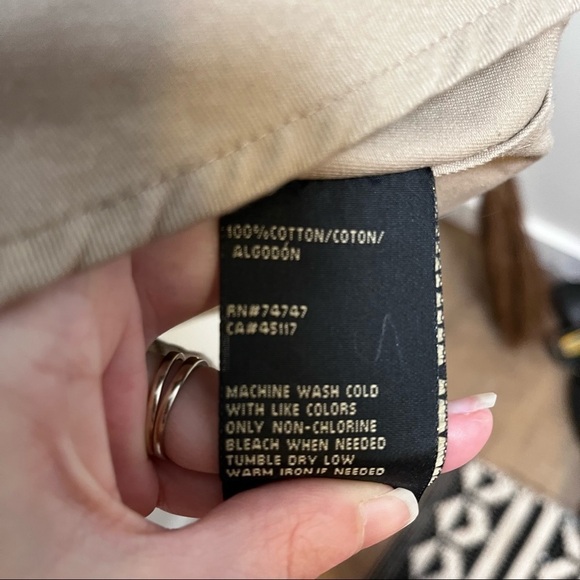 100%COTTON/COTON/
ALGODÓN
RN#74747
CA#45117
MACHINE WASH COLD
WITH LIKE COLORS
ONLY NON-CHLORINE
BLEACH WHEN NEEDED
TUMBLE DRY LOW
WARM IRON IF NEEDED